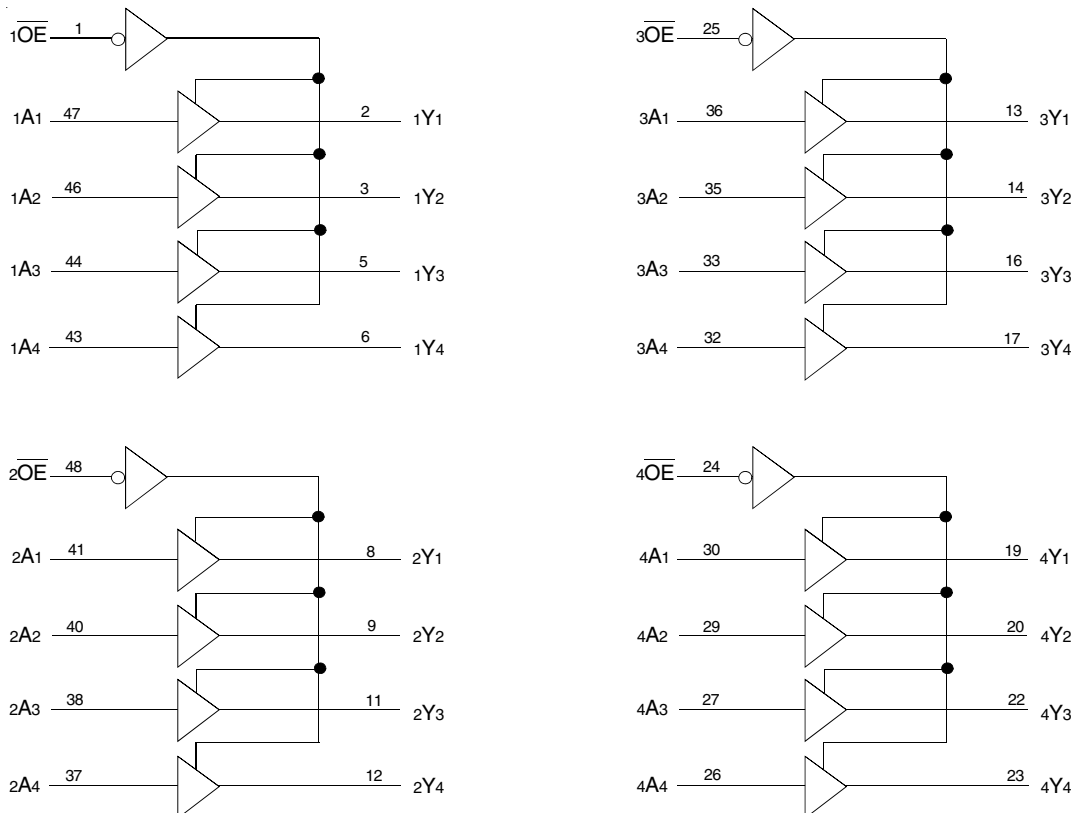 1OE 1
1A1 47 2 1Y1
1A2 46 3 1Y2
1A3 44 5 1Y3
1A4 43 6 1Y4
3OE 25
3A1 36 13 3Y1
3A2 35 14 3Y2
3A3 33 16 3Y3
3A4 32 17 3Y4
2OE 48
2A1 41 8 2Y1
2A2 40 9 2Y2
2A3 38 11 2Y3
2A4 37 12 2Y4
4OE 24
4A1 30 19 4Y1
4A2 29 20 4Y2
4A3 27 22 4Y3
4A4 26 23 4Y4